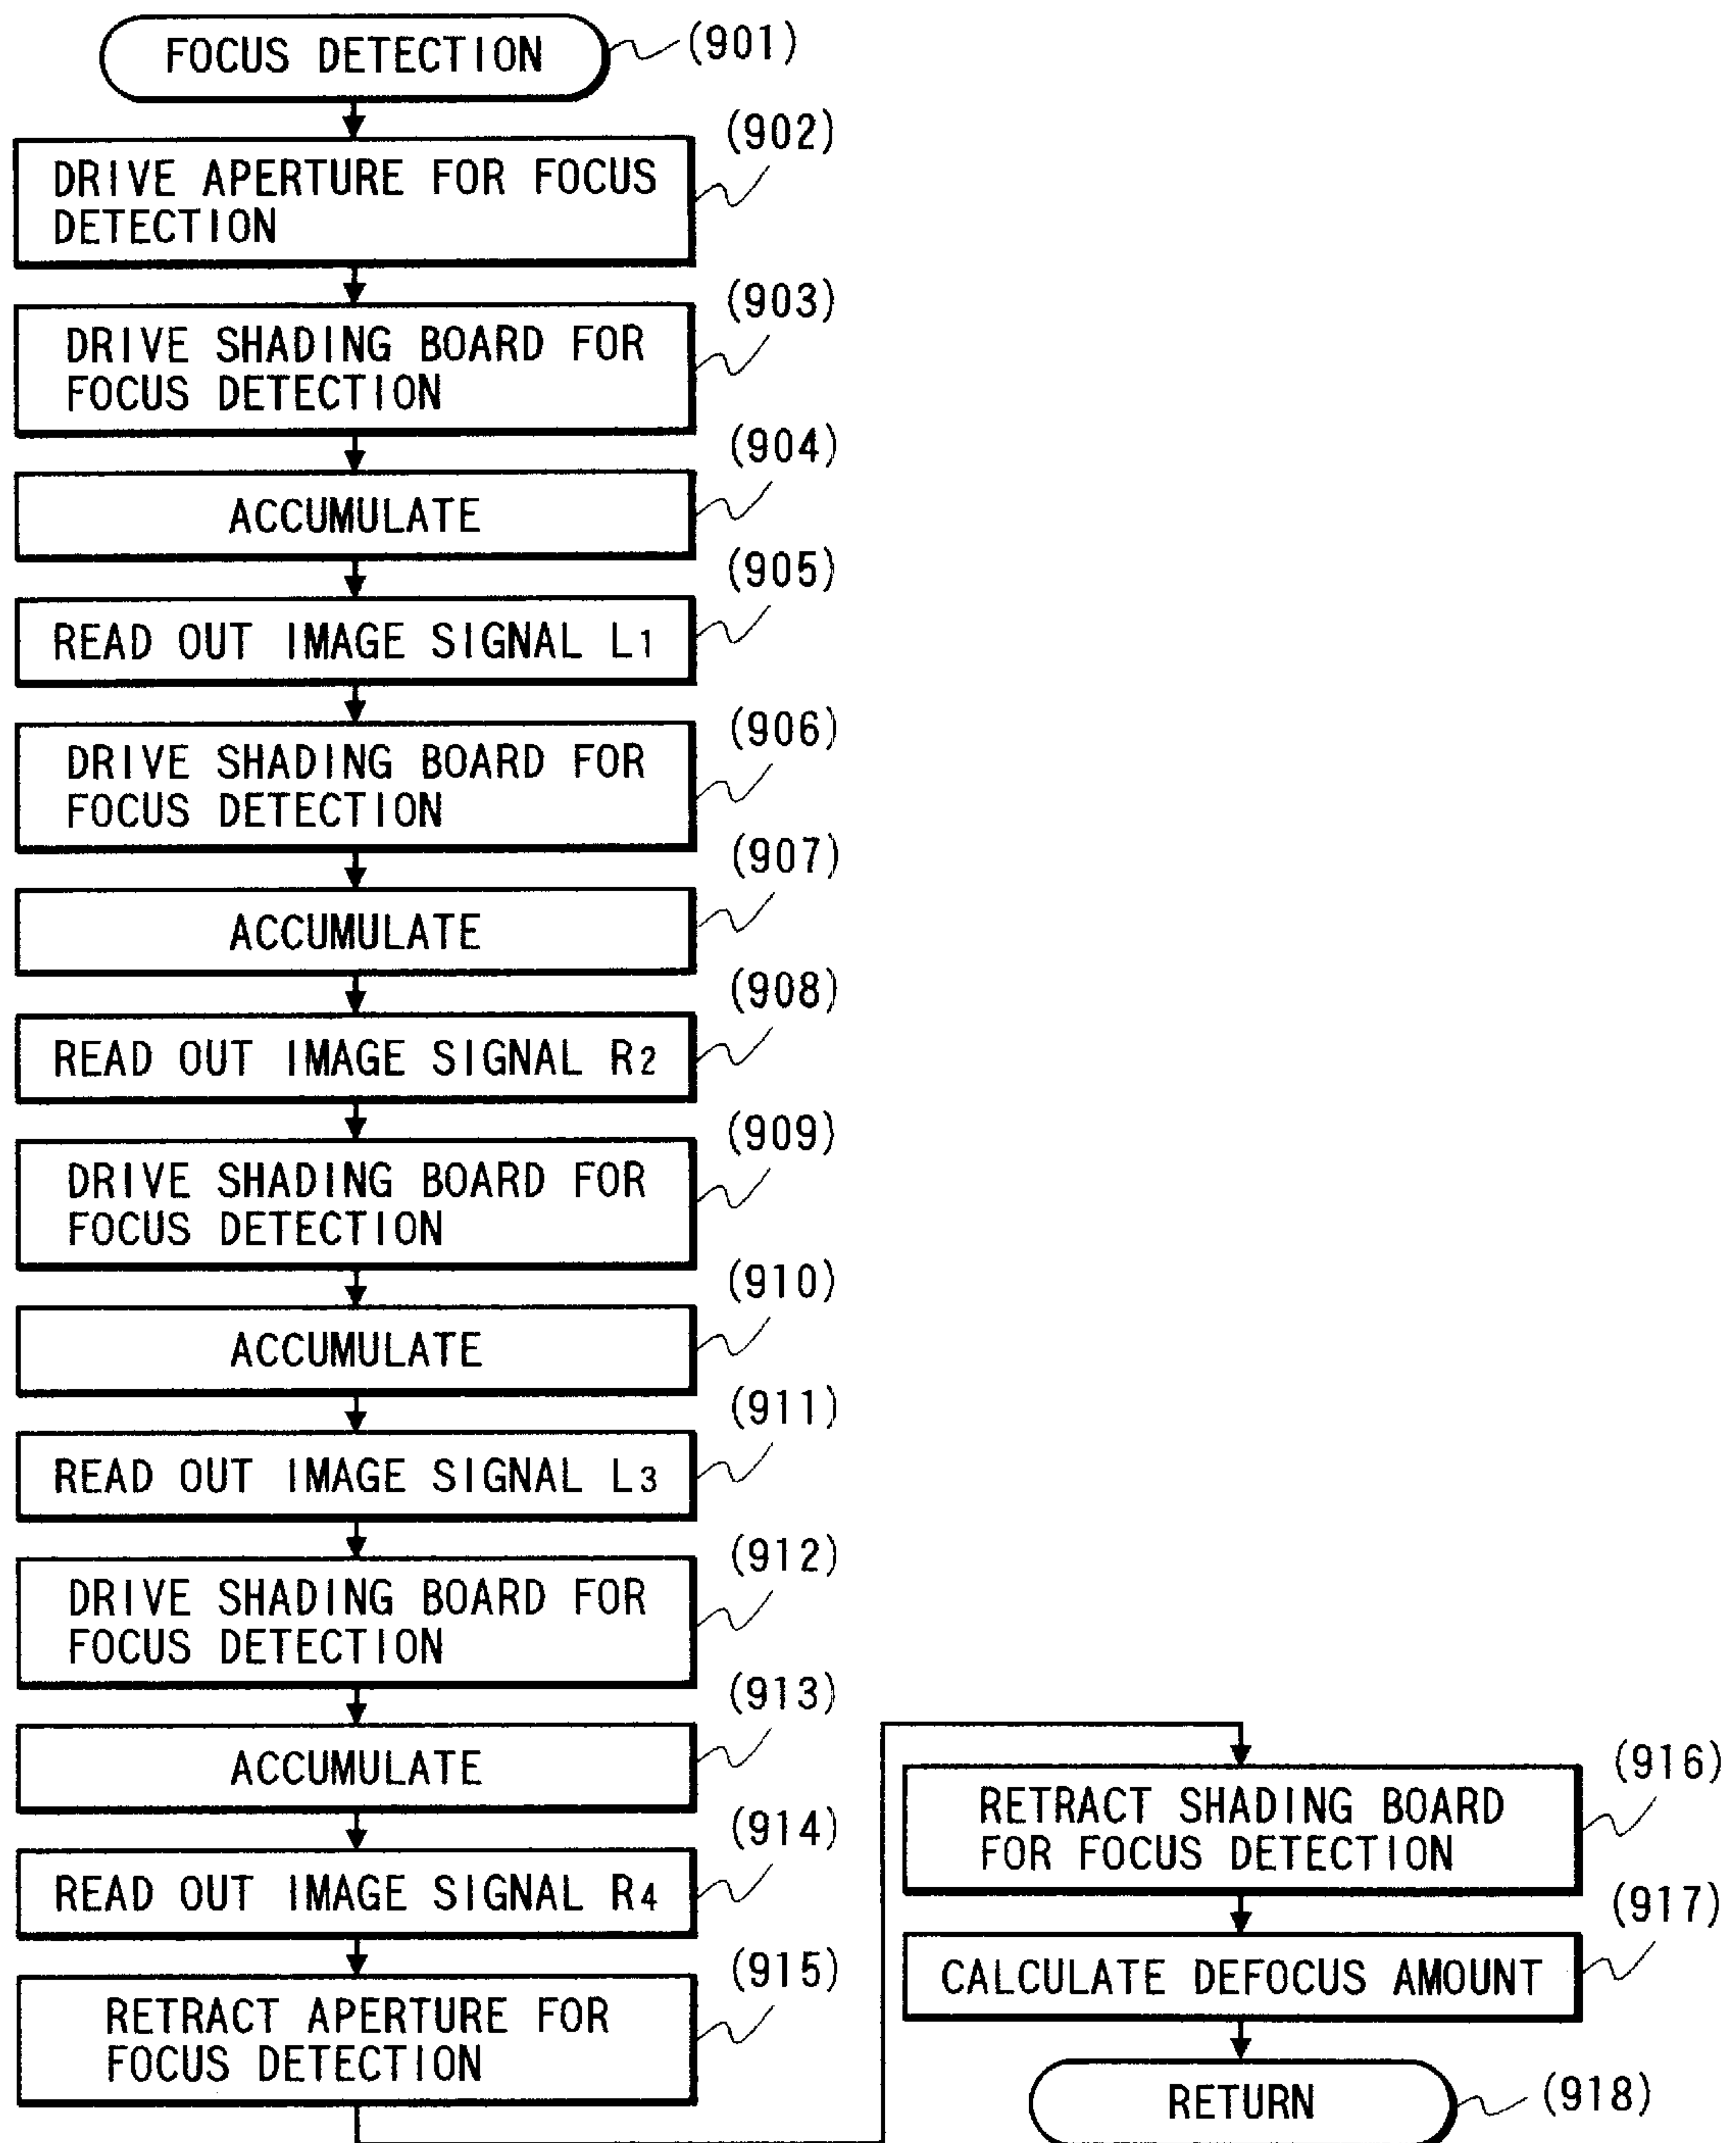 FOCUS DETECTION
(901)
(902)
DRIVE APERTURE FOR FOCUS
DETECTION
(903)
DRIVE SHADING BOARD FOR
FOCUS DETECTION
(904)
ACCUMULATE
(905)
READ OUT IMAGE SIGNAL L1
(906)
DRIVE SHADING BOARD FOR
FOCUS DETECTION
(907)
ACCUMULATE
(908)
READ OUT IMAGE SIGNAL R2
(909)
DRIVE SHADING BOARD FOR
FOCUS DETECTION
(910)
ACCUMULATE
(911)
READ OUT IMAGE SIGNAL L3
(912)
DRIVE SHADING BOARD FOR
FOCUS DETECTION
(913)
ACCUMULATE
(914)
READ OUT IMAGE SIGNAL R4
(915)
RETRACT APERTURE FOR
FOCUS DETECTION
(916)
RETRACT SHADING BOARD
FOR FOCUS DETECTION
(917)
CALCULATE DEFOCUS AMOUNT
RETURN
(918)